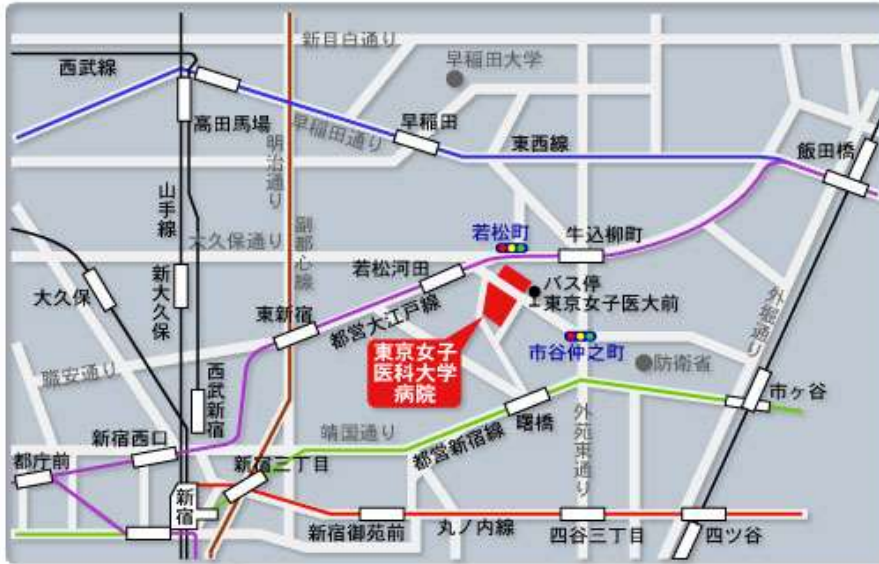 新目白通り
西武線
早稲田大学
高田馬場
早稲田通り
早稲田
東西線
飯田橋
明治通り
山手線
大久保通り
副都心線
若松町
牛込柳町
若松河田
バス停
東京女子医大前
大久保
新大久保
東新宿
都営大江戸線
外堀通り
東京女子
医科大学
病院
市谷仲之町
防衛省
職安通り
西武新宿
市ヶ谷
新宿西口
靖国通り
都営新宿線
曙橋
外苑東通り
都庁前
新宿三丁目
新宿
新宿御苑前
丸ノ内線
四谷三丁目
四ツ谷